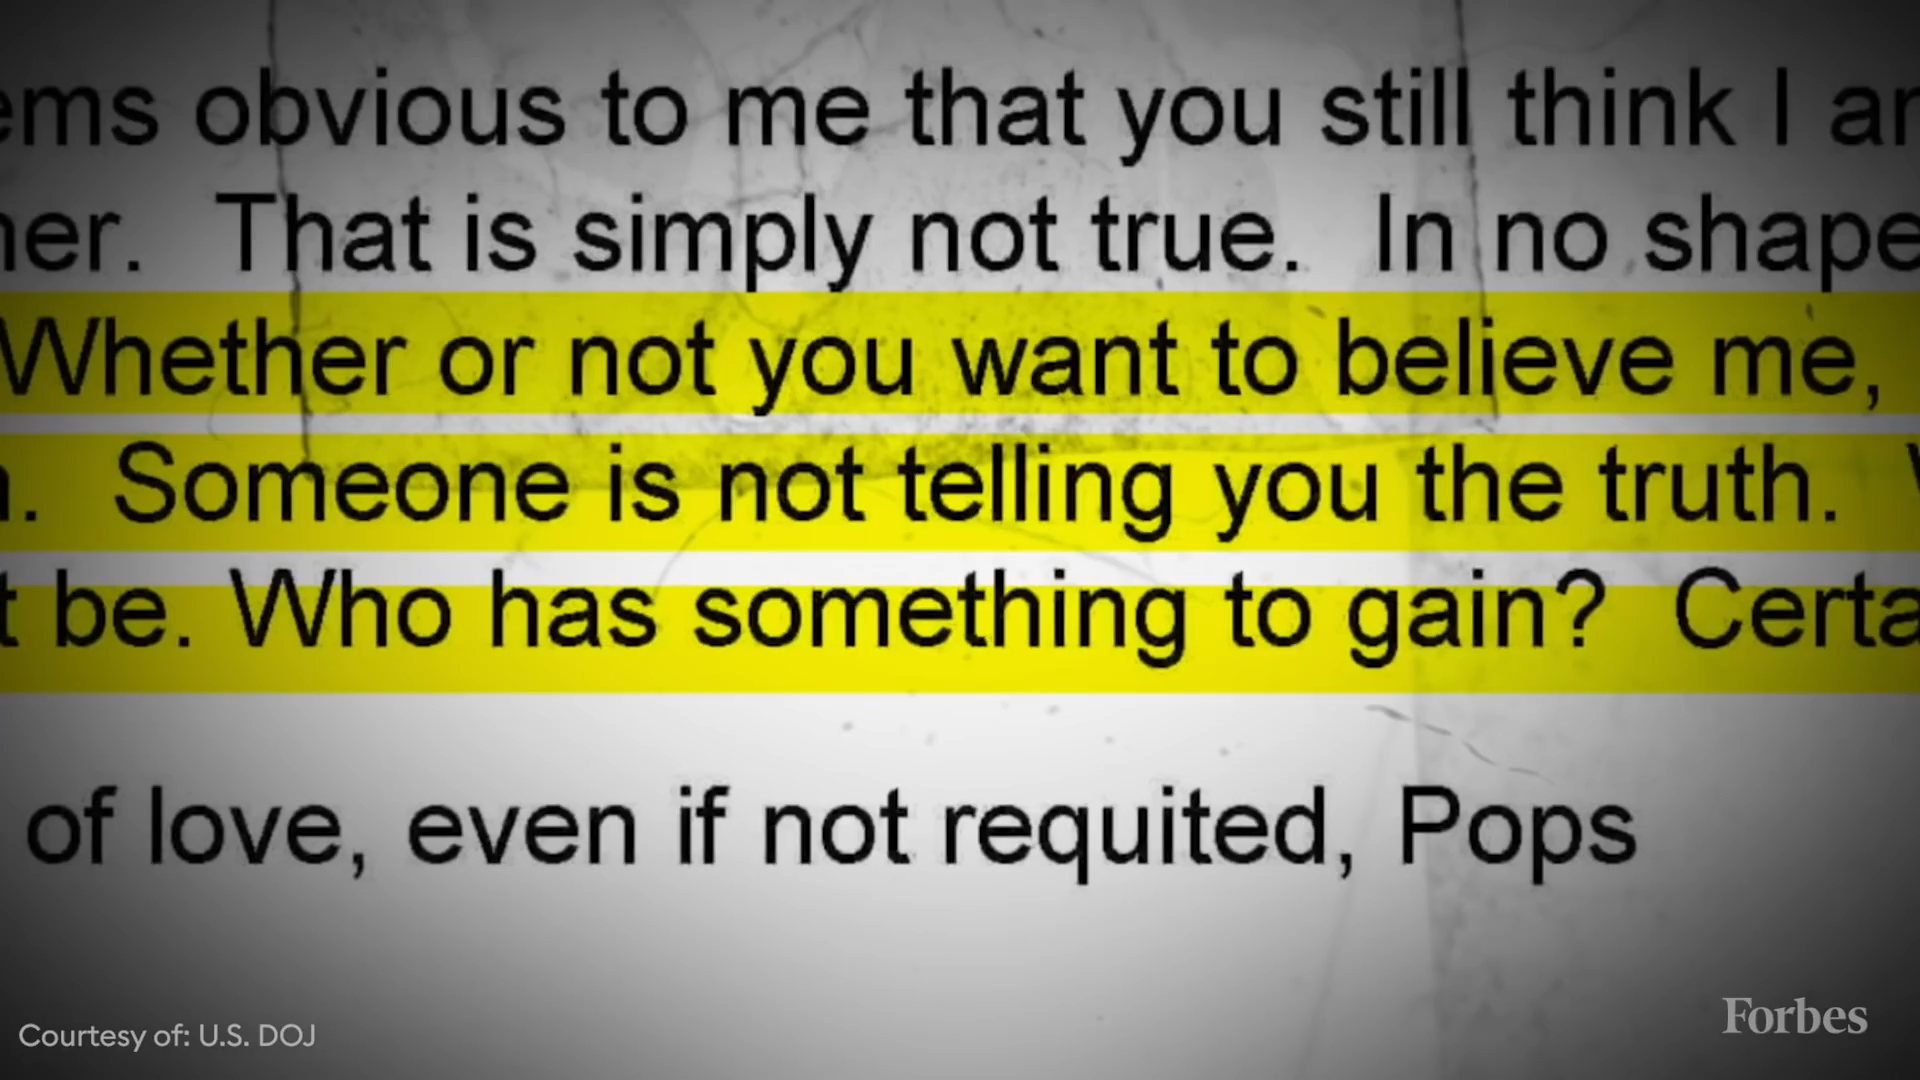 ems obvious to me that you still think I ar
ner. That is simply not true. In no shape
Whether or not you want to believe me,
n. Someone is not telling you the truth. V
t be. Who has something to gain? Certa
of love, even if not requited, Pops
Courtesy of: U.S. DOJ
Forbes